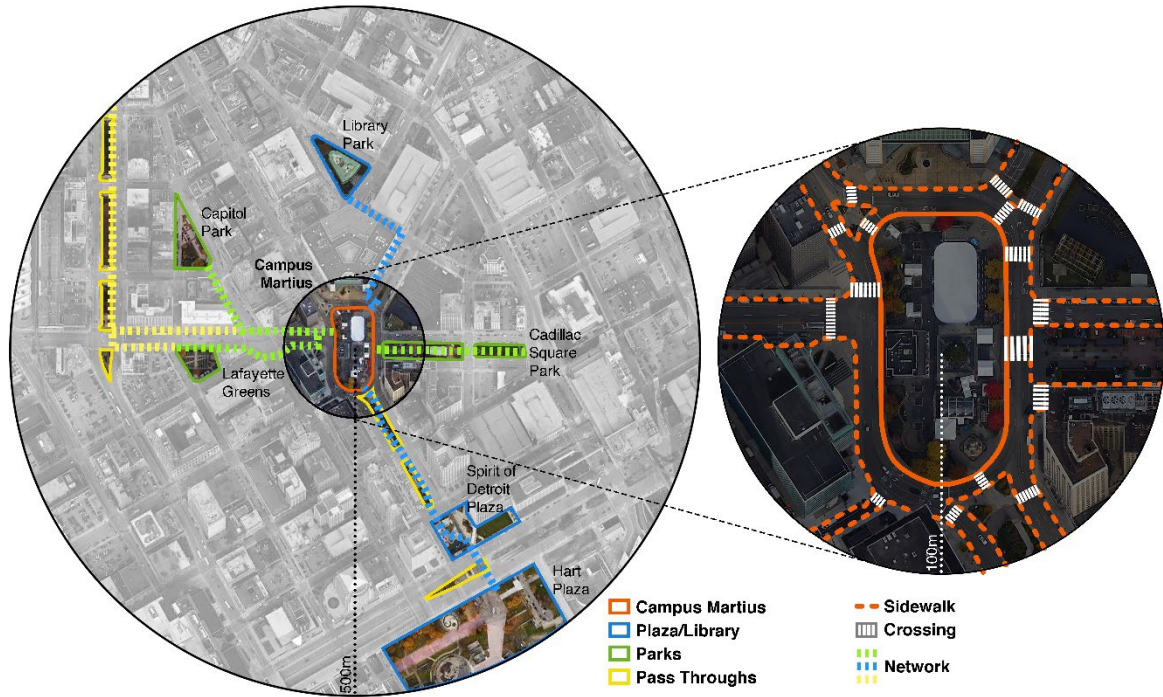 Library
Park
Capitol
Park
Campus
Martius
Cadillac
Square
Park
Lafayette
Greens
Spirit of
Detroit
Plaza
Hart
Plaza
500m
100m
Campus Martius
Plaza/Library
Parks
Pass Throughs
Sidewalk
Crossing
Network